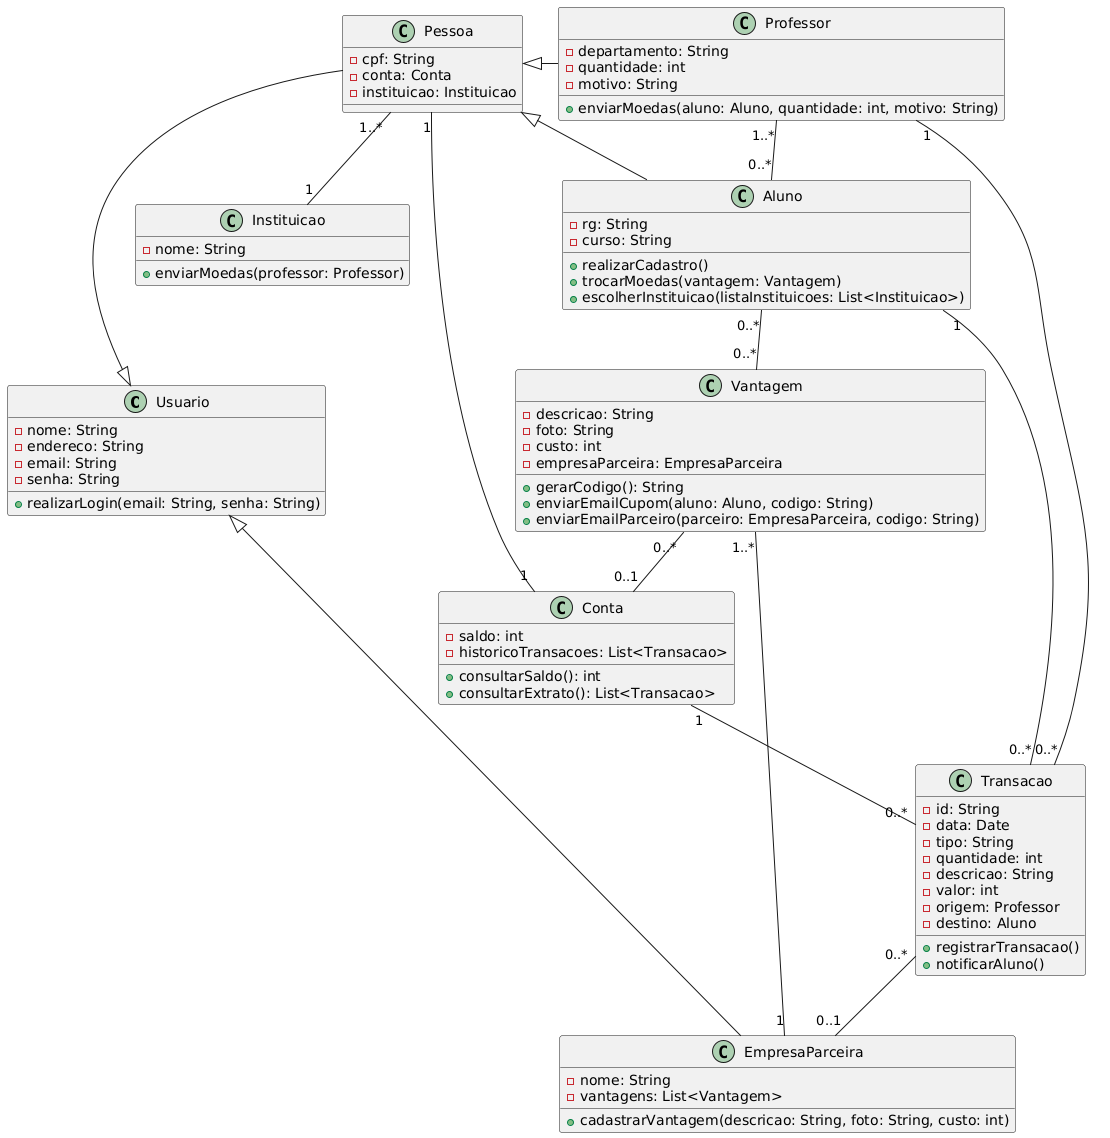 C Pessoa
cpf: String
conta: Conta
instituicao: Instituicao
C Professor
departamento: String
quantidade: int
motivo: String
enviarMoedas(aluno: Aluno, quantidade: int, motivo: String)
1..*
1
1..*
1
0..*
1
C Aluno
rg: String
curso: String
realizarCadastro()
trocarMoedas(vantagem: Vantagem)
escolherInstituicao(listaInstituicoes: List<Instituicao>)
C Instituicao
nome: String
enviarMoedas(professor: Professor)
0..*
1
0..*
C Vantagem
descricao: String
foto: String
custo: int
empresaParceira: EmpresaParceira
gerarCodigo(): String
enviarEmailCupom(aluno: Aluno, codigo: String)
enviarEmailParceiro(parceiro: EmpresaParceira, codigo: String)
C Usuario
nome: String
endereco: String
email: String
senha: String
realizarLogin(email: String, senha: String)
0..*
1..*
1
0..1
C Conta
saldo: int
historicoTransacoes: List<Transacao>
consultarSaldo(): int
consultarExtrato(): List<Transacao>
1
0..*
0..*
0..*
C Transacao
id: String
data: Date
tipo: String
quantidade: int
descricao: String
valor: int
origem: Professor
destino: Aluno
registrarTransacao()
notificarAluno()
0..*
1
0..1
C EmpresaParceira
nome: String
vantagens: List<Vantagem>
cadastrarVantagem(descricao: String, foto: String, custo: int)